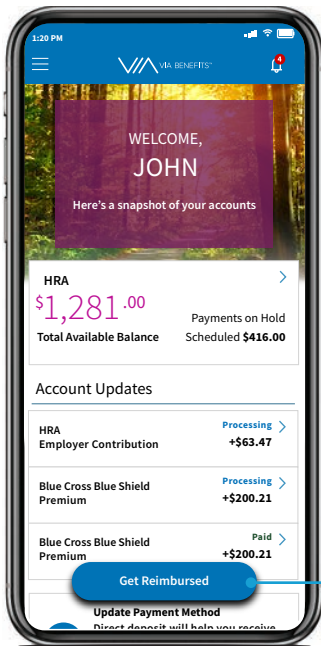 1:20 PM
VIA BENEFITS™
4
WELCOME,
JOHN
Here's a snapshot of your accounts
HRA
$1,281.00
Payments on Hold
Total Available Balance
Scheduled $416.00
Account Updates
HRA
Processing
Employer Contribution
+$63.47
Blue Cross Blue Shield
Processing
Premium
+$200.21
Blue Cross Blue Shield
Paid
Premium
+$200.21
Get Reimbursed
Update Payment Method
Direct deposit will help you receive